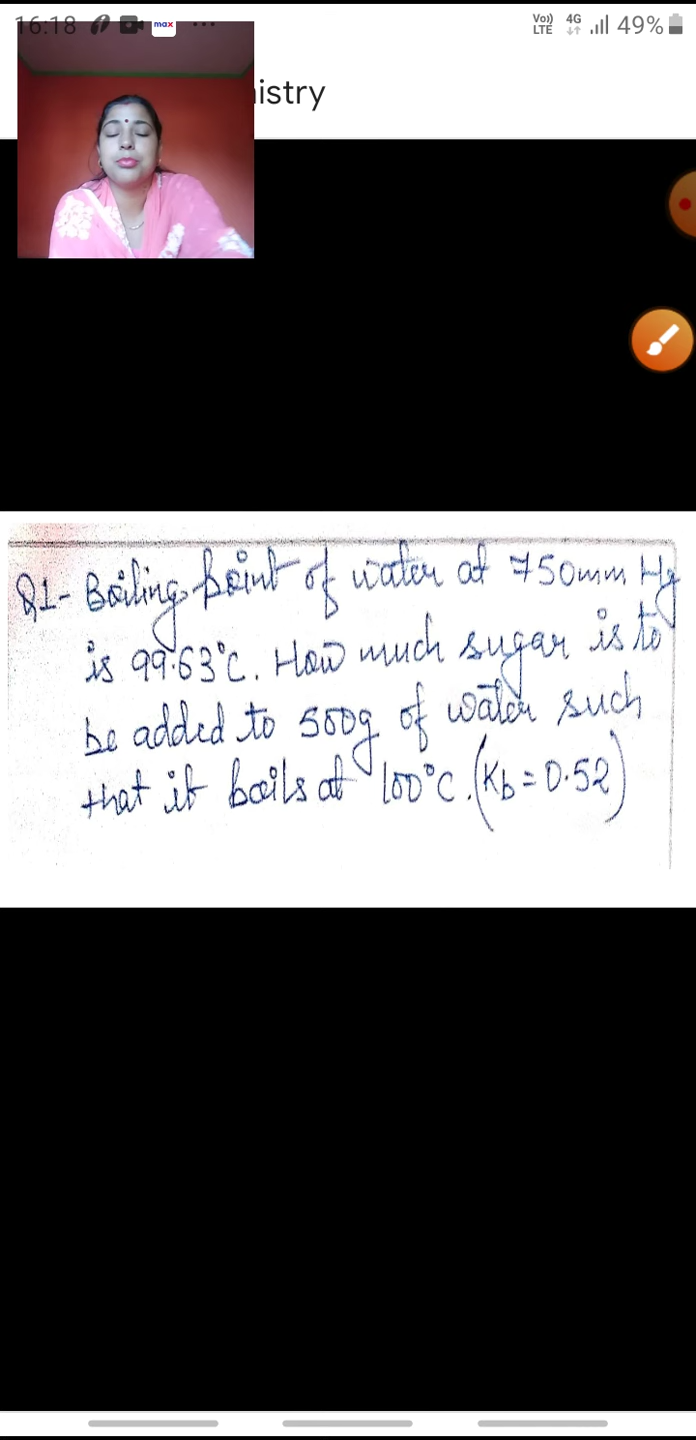 16:18 max ... Vo)) LTE 4G 49%
istry
Q1- Boiling point of water at 750mm Hg
is 99.63°C. How much sugar is to
be added to 500g of water such
that it boils at 100°C. (Kb = 0.52)